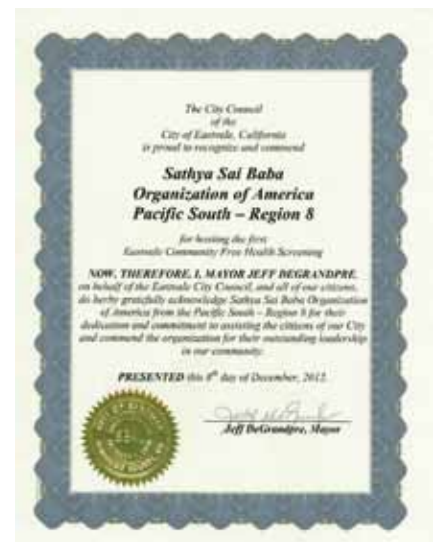 The City Council
of the
City of Eastvale, California
is proud to recognize and commend
Sathya Sai Baba
Organization of America
Pacific South – Region 8
for hosting the first
Eastvale Community Free Health Screening
NOW, THEREFORE, I, MAYOR JEFF DEGRANDPRE,
on behalf of the Eastvale City Council, and all of our citizens,
do herby gratefully acknowledge Sathya Sai Baba Organization
of America from the Pacific South – Region 8 for their
dedication and commitment to assisting the citizens of our City
and commend the organization for their outstanding leadership
in our community.
PRESENTED this 8th day of December, 2012.
Jeff DeGrandpre, Mayor